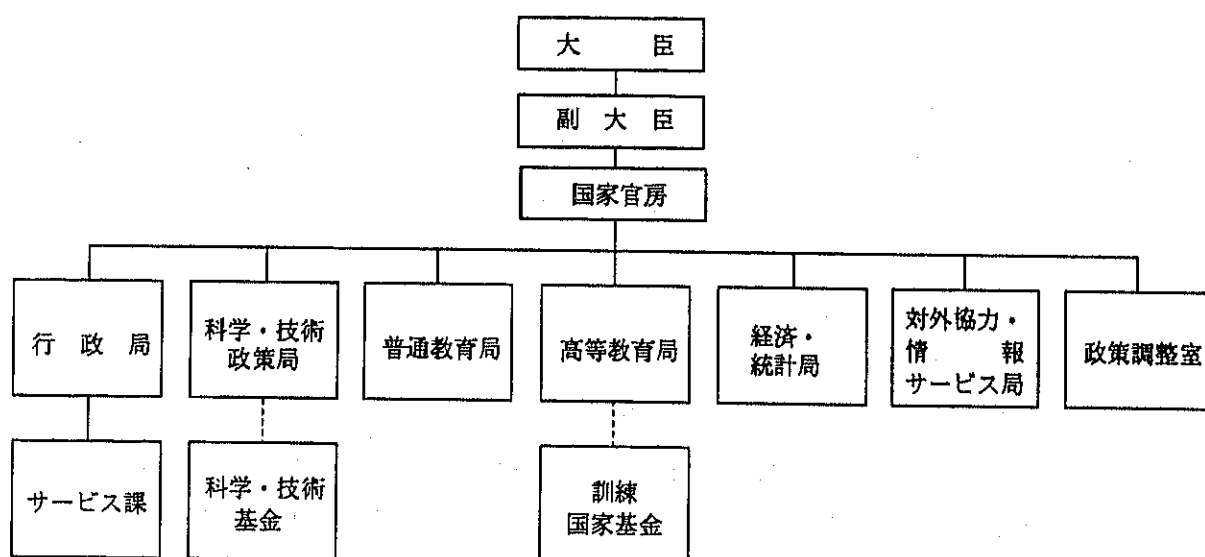 大臣
副大臣
国家官房
行政局
科学・技術
政策局
普通教育局
高等教育局
経済・
統計局
対外協力・
情報
サービス局
政策調整室
サービス課
科学・技術
基金
訓練
国家基金